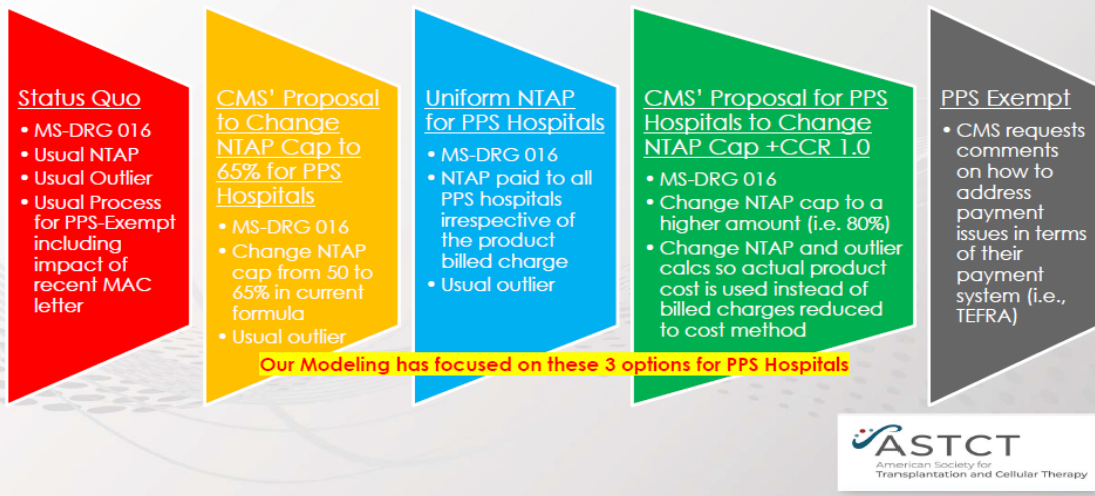 Status Quo
• MS-DRG 016
• Usual NTAP
• Usual Outlier
• Usual Process
for PPS-Exempt
including
impact of
recent MAC
letter
CMS’ Proposal
to Change
NTAP Cap to
65% for PPS
Hospitals
• MS-DRG 016
• Change NTAP
cap from 50 to
65% in current
formula
• Usual outlier
Uniform NTAP
for PPS Hospitals
• MS-DRG 016
• NTAP paid to all
PPS hospitals
irrespective of
the product
billed charge
• Usual outlier
CMS’ Proposal for PPS
Hospitals to Change
NTAP Cap +CCR 1.0
• MS-DRG 016
• Change NTAP cap to a
higher amount (i.e. 80%)
• Change NTAP and outlier
calcs so actual product
cost is used instead of
billed charges reduced
to cost method
PPS Exempt
• CMS requests
comments
on how to
address
payment
issues in terms
of their
payment
system (i.e.,
TEFRA)
Our Modeling has focused on these 3 options for PPS Hospitals
ASTCT
American Society for
Transplantation and Cellular Therapy